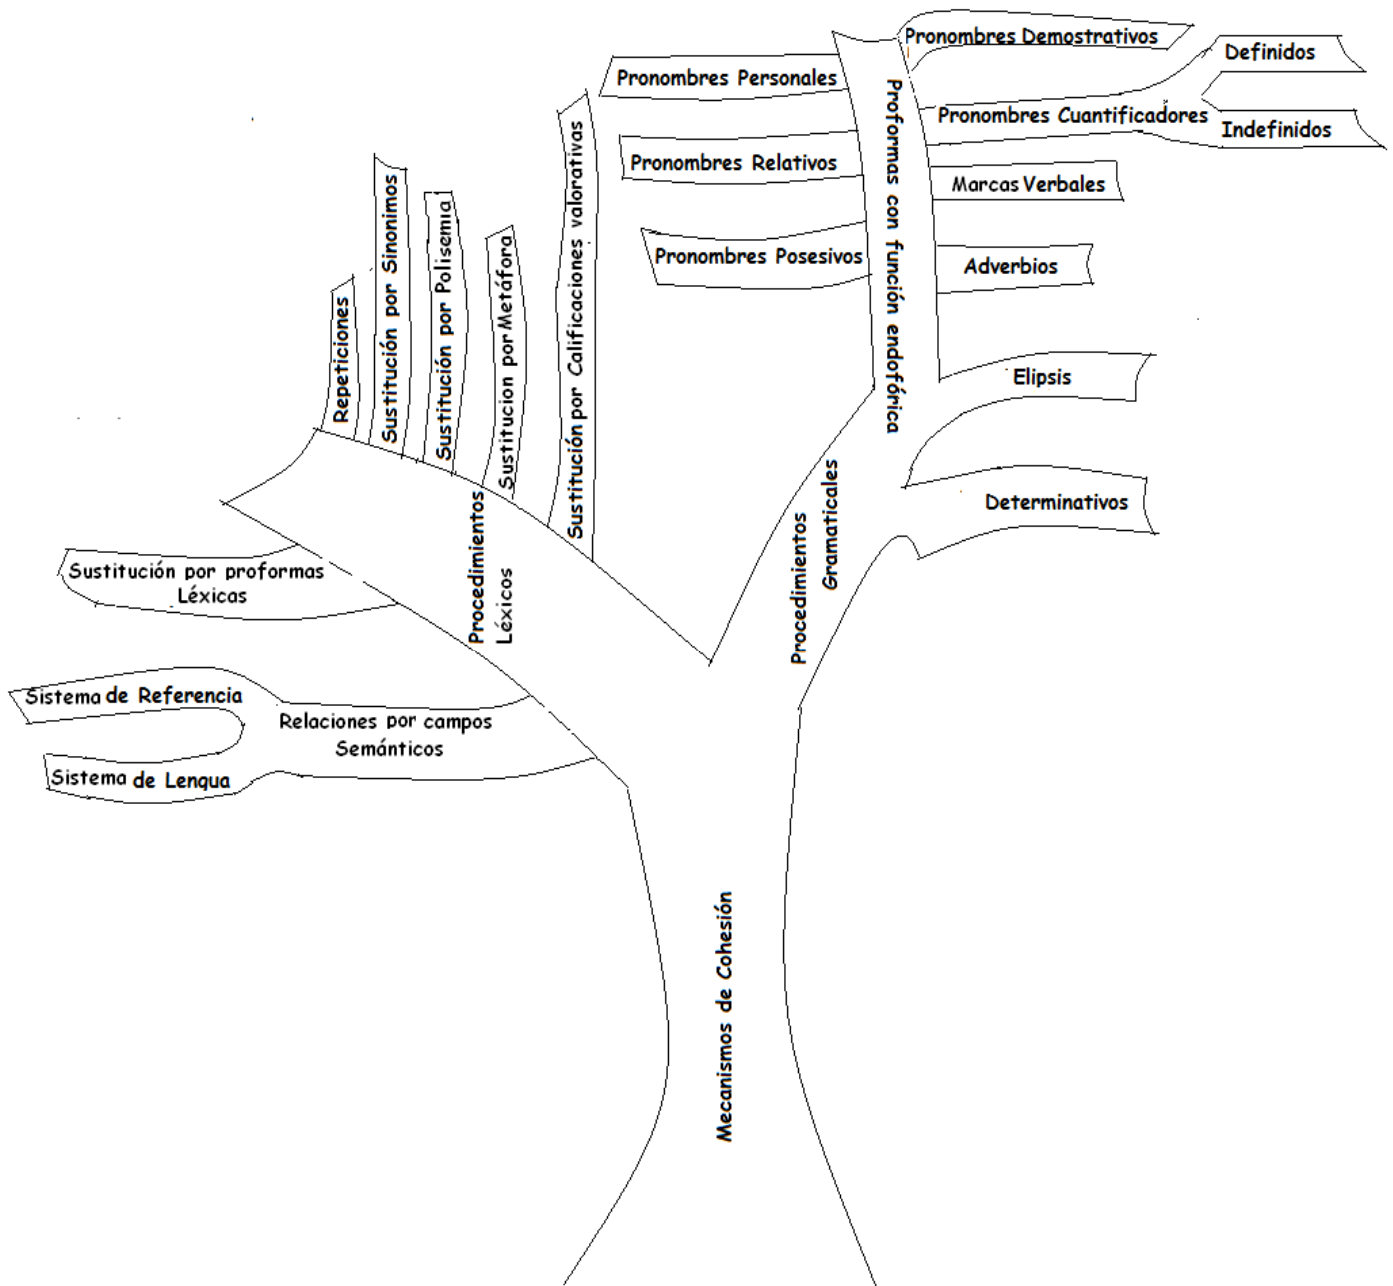 Pronombres Demostrativos
Definidos
Pronombres Personales
Pronombres Cuantificadores
Indefinidos
Pronombres Relativos
Marcas Verbales
Pronombres Posesivos
Adverbios
Proformas con función endofórica
Elipsis
Determinativos
Procedimientos
Gramaticales
Repeticiones
Sustitución por Sinonimos
Sustitución por Polisemia
Sustitucion por Metáfora
Sustitución por Calificaciones valorativas
Procedimientos
Léxicos
Sustitución por proformas
Léxicas
Sistema de Referencia
Relaciones por campos
Semánticos
Sistema de Lengua
Mecanismos de Cohesión